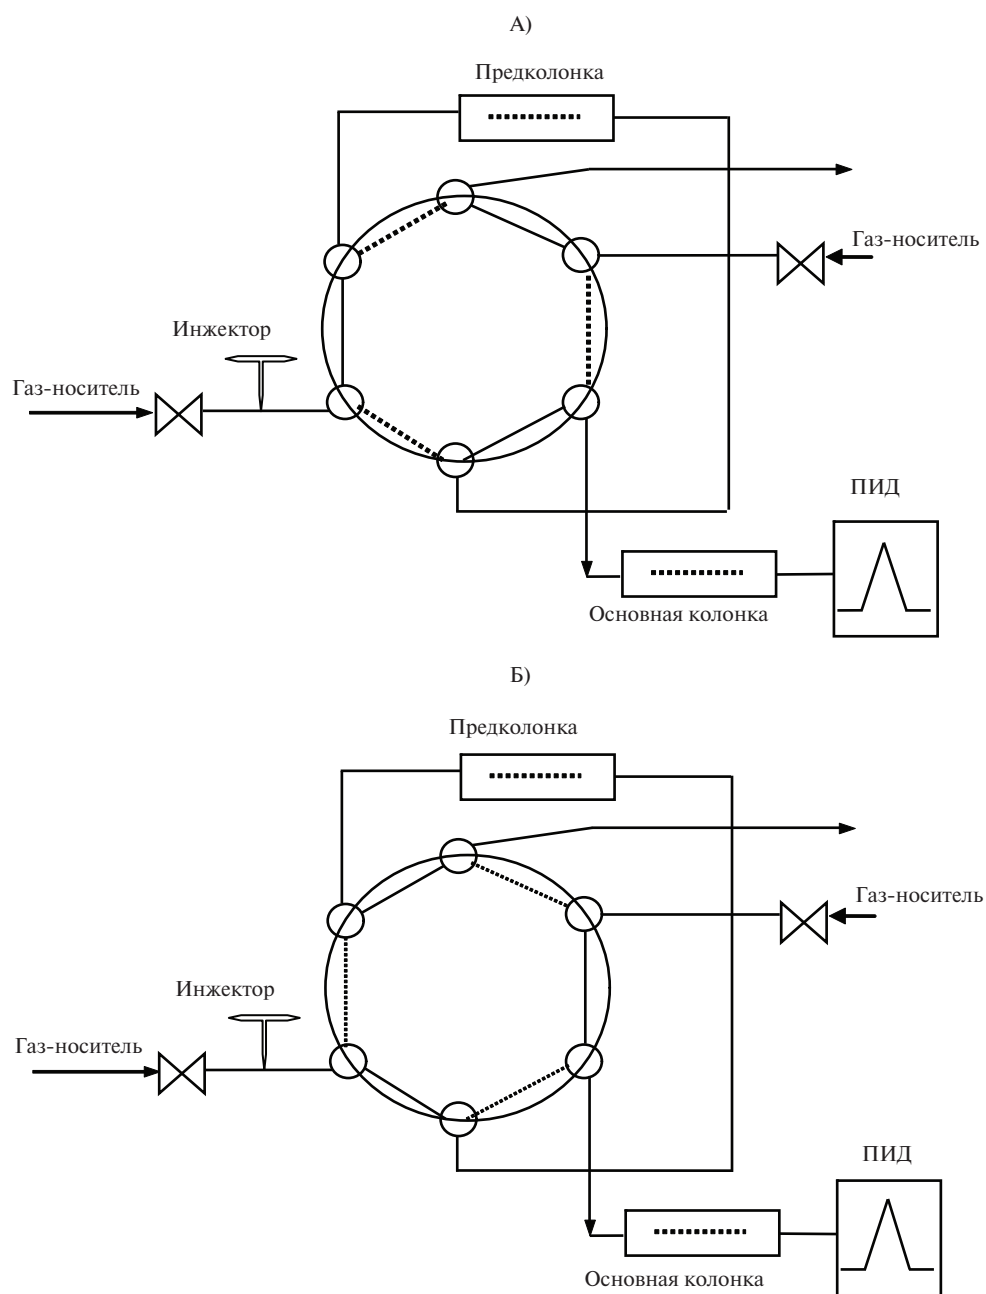 А)
Предколонка
Газ-носитель
Инжектор
Газ-носитель
ПИД
Основная колонка
Б)
Предколонка
Газ-носитель
Инжектор
Газ-носитель
ПИД
Основная колонка